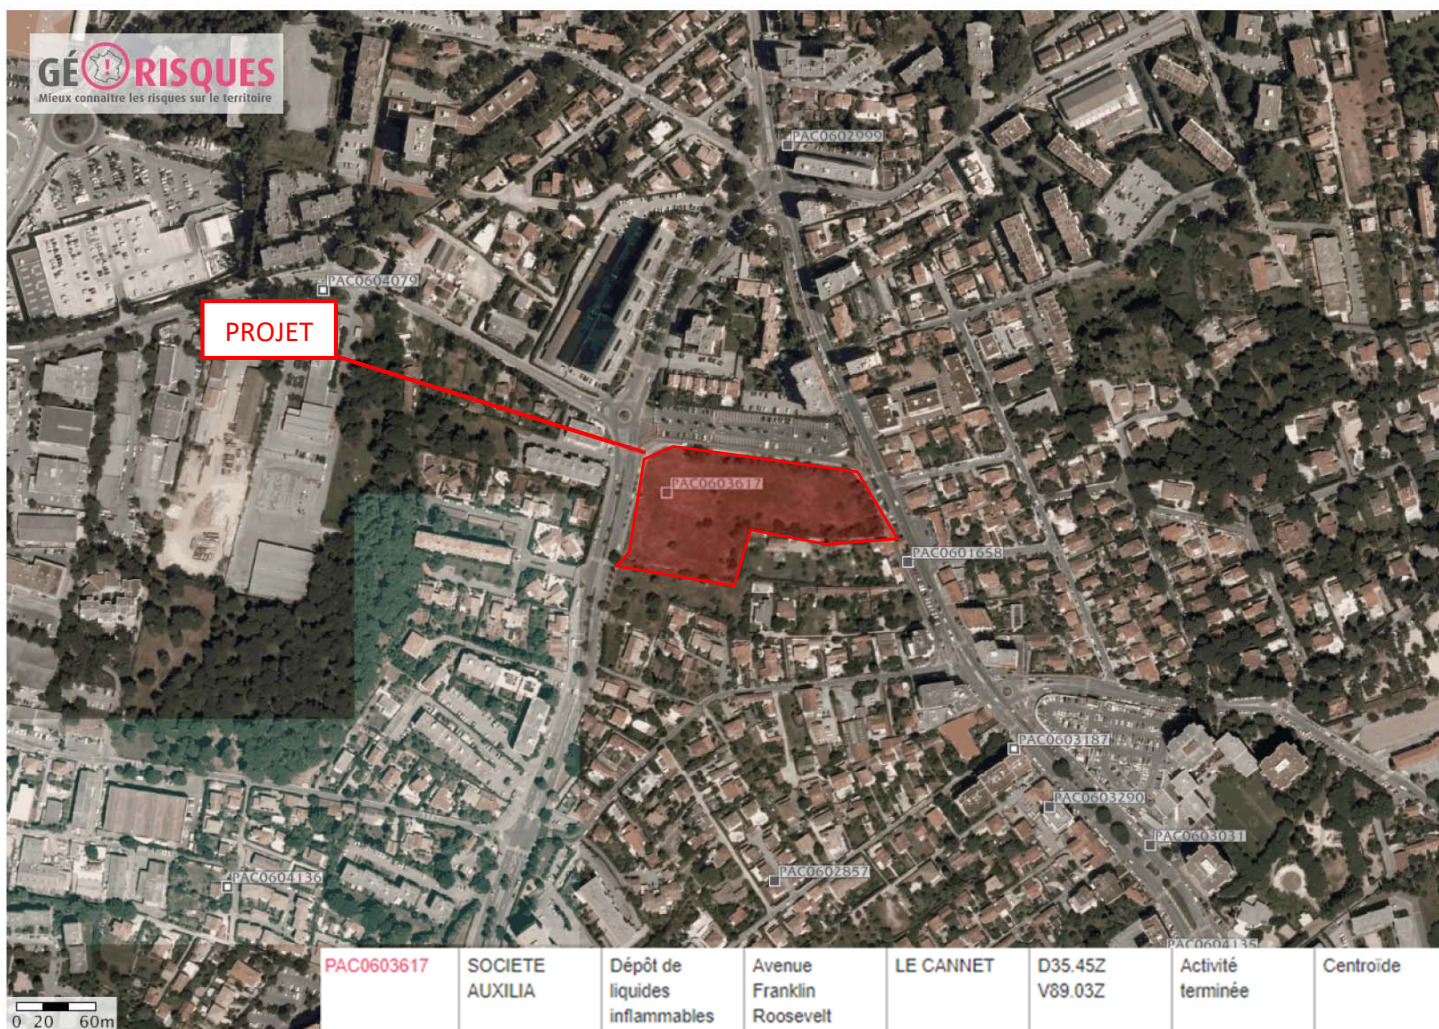 GÉ RISQUES
Mieux connaître les risques sur le territoire
PAC0602999
PAC0604079
PROJET
PAC0603617
PAC0601658
PAC0603187
PAC0603290
PAC0603031
PAC0602857
PAC0604136
PAC0604135
PAC0603617 SOCIETE AUXILIA Dépôt de liquides inflammables Avenue Franklin Roosevelt LE CANNET D35.45Z V89.03Z Activité terminée Centroïde
0 20 60m